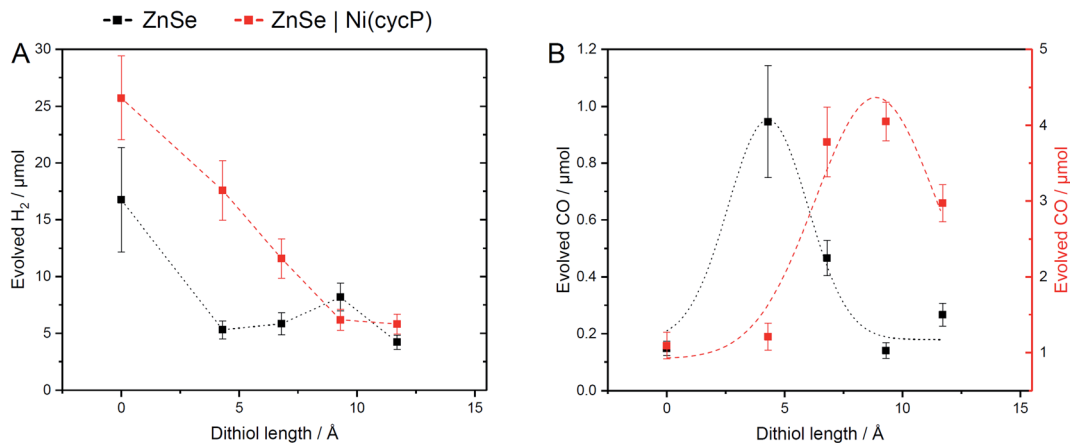 ZnSe ZnSe | Ni(cycP)
A
30
25
20
15
10
5
0
Evolved H₂ / μmol
0 5 10 15
Dithiol length / Å
B
1.2
1.0
0.8
0.6
0.4
0.2
0.0
Evolved CO / μmol
0 5 10 15
Dithiol length / Å
5
4
3
2
1
Evolved CO / μmol